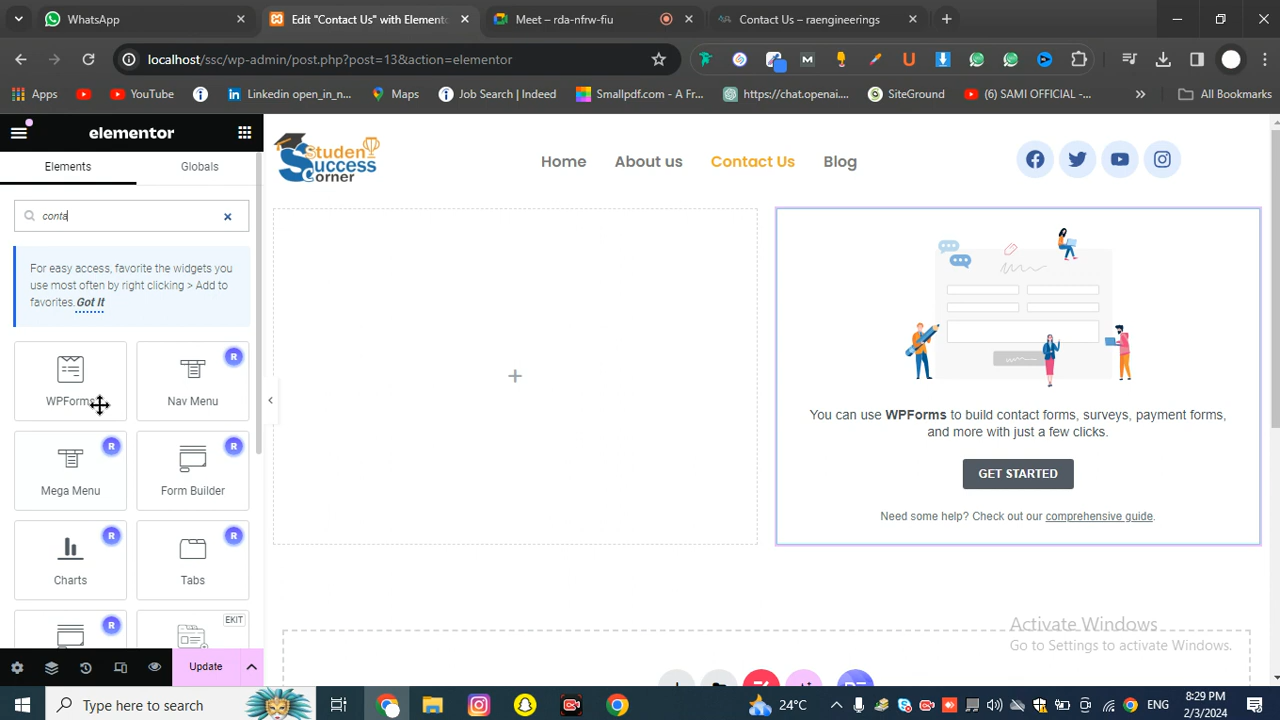 WhatsApp
Edit "Contact Us" with Elemento
Meet – rda-nfrw-fiu
Contact Us – raengineerings
localhost/ssc/wp-admin/post.php?post=13&action=elementor
Apps
YouTube
Linkedin open_in_n...
Maps
Job Search | Indeed
Smallpdf.com - A Fr...
https://chat.openai....
SiteGround
(6) SAMI OFFICIAL -...
All Bookmarks
elementor
Elements
Globals
conta
For easy access, favorite the widgets you
use most often by right clicking > Add to
favorites. Got It
WPForms
Nav Menu
R
Mega Menu
R
Form Builder
R
Charts
R
Tabs
R
R
EKIT
Update
Studen
Success
Corner
Home
About us
Contact Us
Blog
You can use WPForms to build contact forms, surveys, payment forms,
and more with just a few clicks.
GET STARTED
Need some help? Check out our comprehensive guide.
Activate Windows
Go to Settings to activate Windows.
Type here to search
24°C
ENG
8:29 PM
2/3/2024